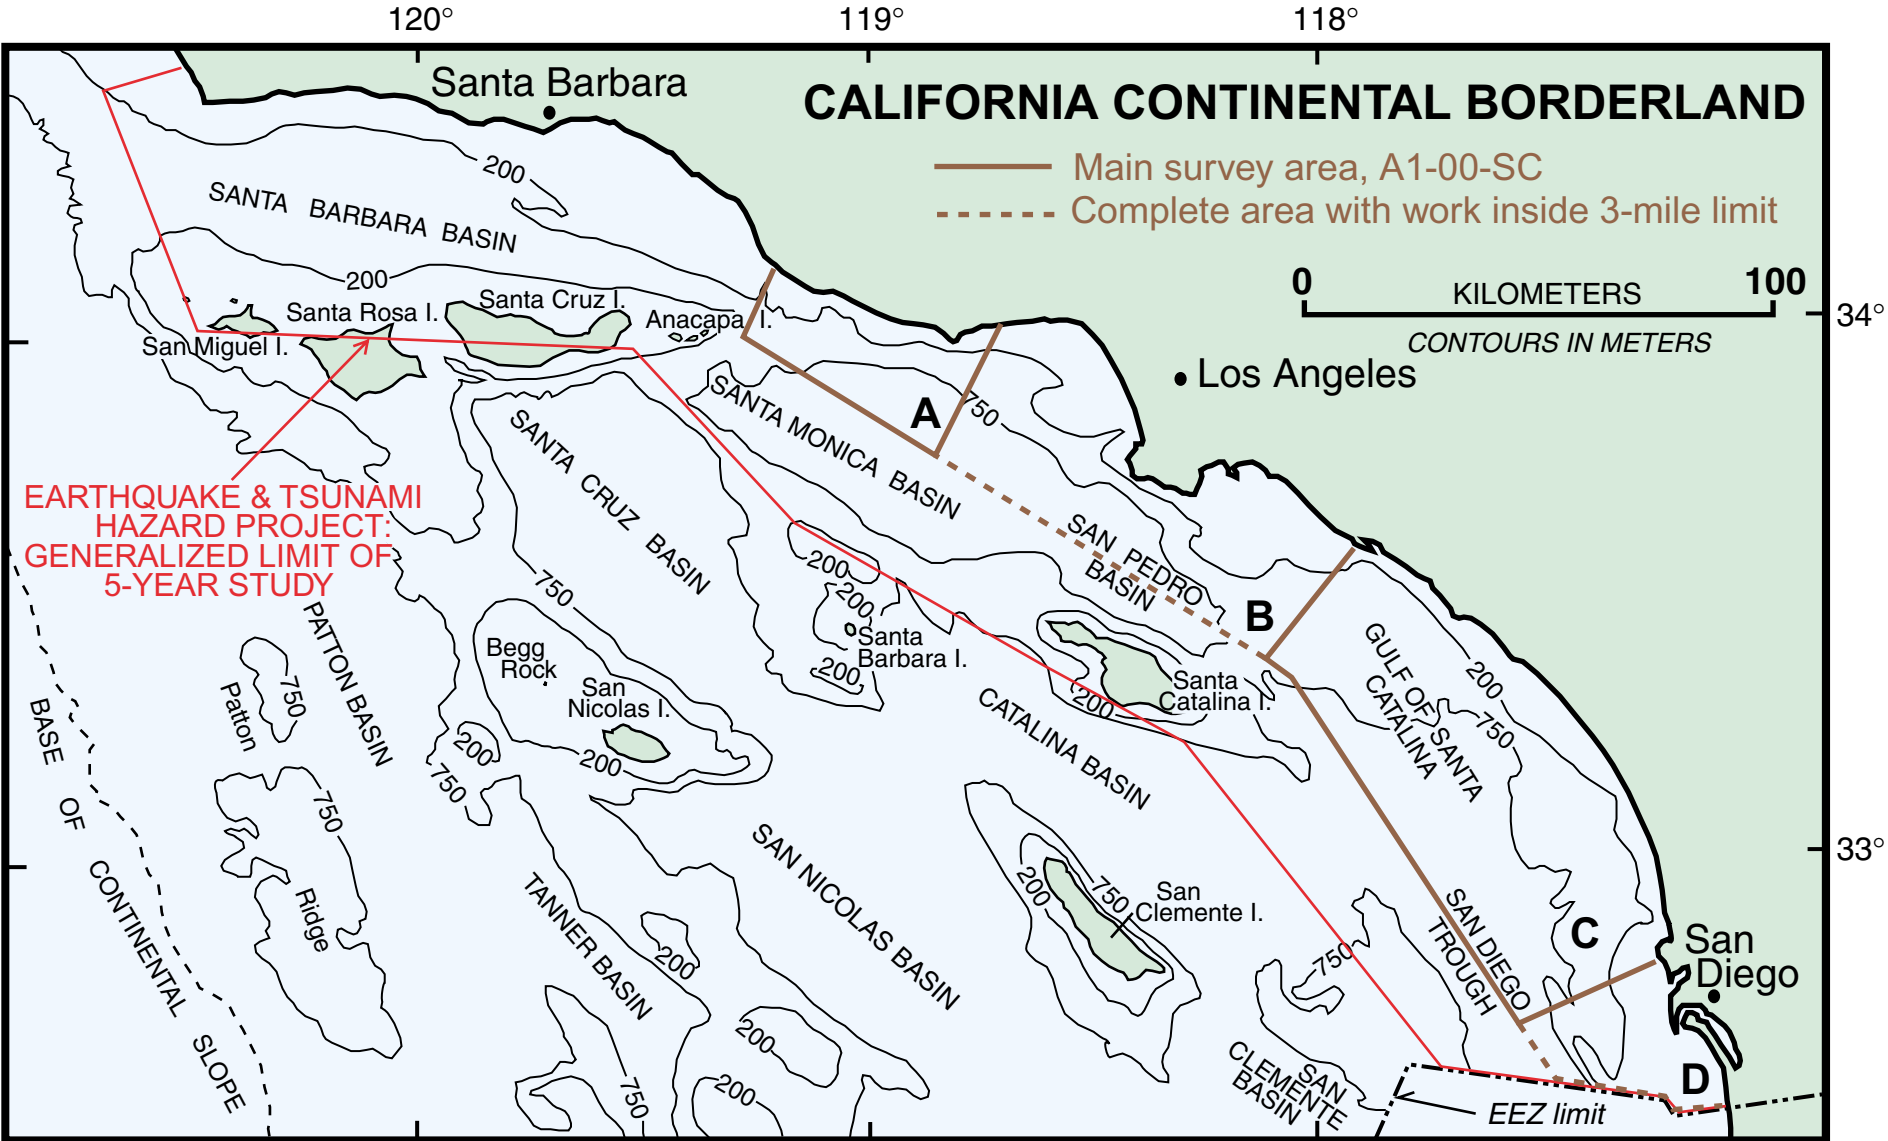 120°
119°
118°
Santa Barbara
CALIFORNIA CONTINENTAL BORDERLAND
Main survey area, A1-00-SC
Complete area with work inside 3-mile limit
200
SANTA BARBARA BASIN
0
100
KILOMETERS
CONTOURS IN METERS
34°
200
Santa Rosa I.
Santa Cruz I.
Anacapa I.
San Miguel I.
Los Angeles
A
750
SANTA MONICA BASIN
SANTA CRUZ BASIN
EARTHQUAKE & TSUNAMI
HAZARD PROJECT:
GENERALIZED LIMIT OF
5-YEAR STUDY
SAN PEDRO
BASIN
200
200
750
B
PATTON BASIN
Begg
Rock
San
Nicolas I.
Santa
Barbara I.
200
Santa
Catalina I.
200
GULF OF SANTA
CATALINA
200
750
750
Patton
BASE OF CONTINENTAL SLOPE
200
200
750
CATALINA BASIN
750
33°
SAN NICOLAS BASIN
TANNER BASIN
Ridge
200
750
San
Clemente I.
SAN DIEGO
TROUGH
C
San
Diego
200
750
200
750
200
SAN
CLEMENTE
BASIN
D
EEZ limit